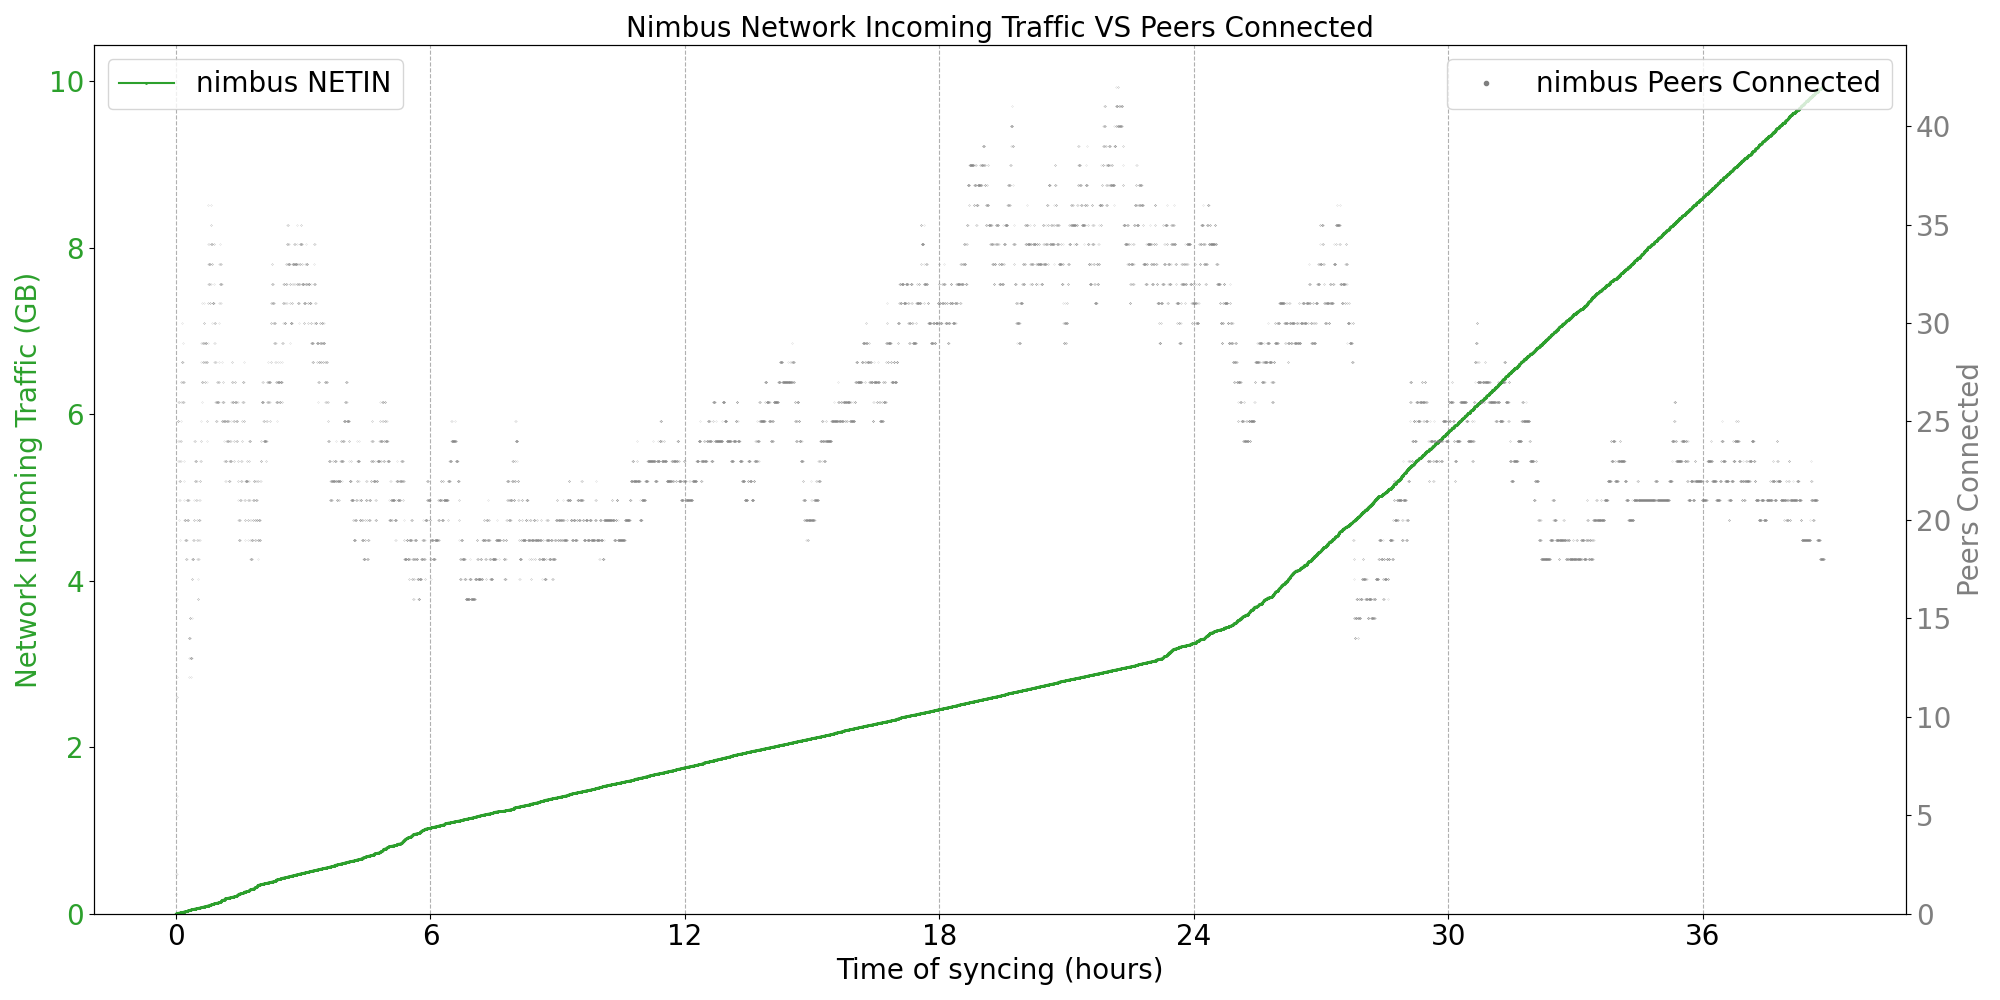 Nimbus Network Incoming Traffic VS Peers Connected
nimbus NETIN
nimbus Peers Connected
Network Incoming Traffic (GB)
10
8
6
4
2
0
40
35
30
25
20
15
10
5
0
Peers Connected
0 6 12 18 24 30 36
Time of syncing (hours)